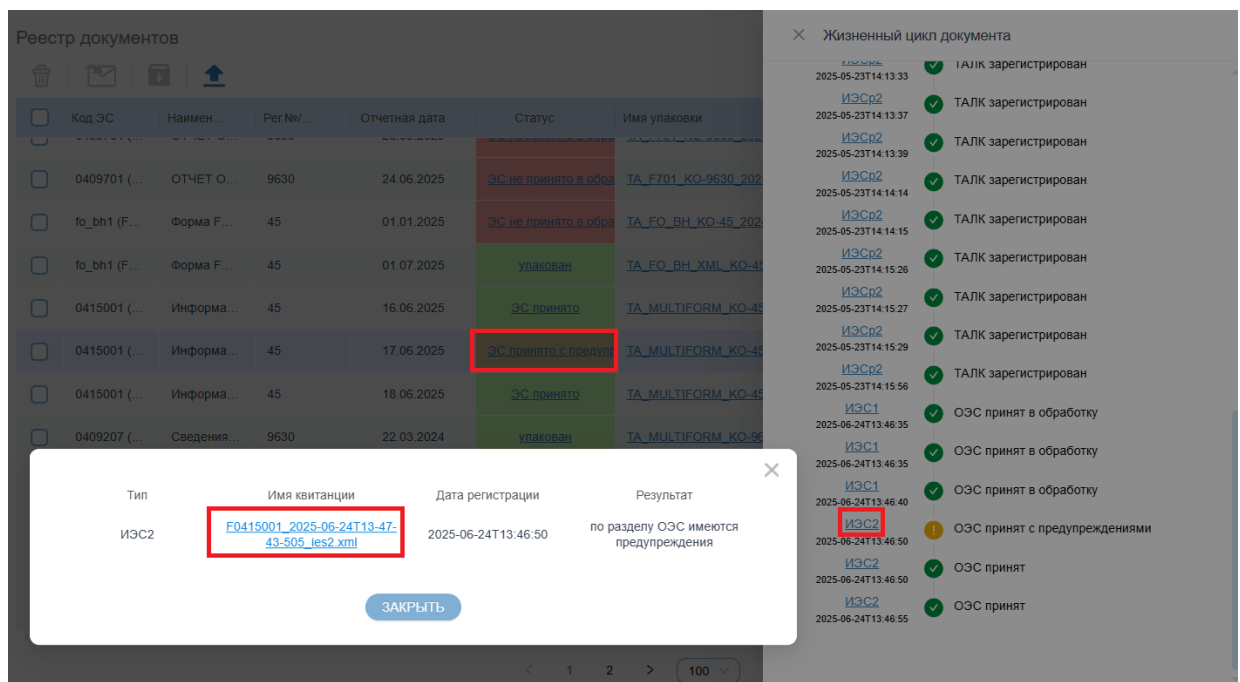 Реестр документов
Код ЭС Наимен... Рег.№/... Отчетная дата Статус Имя упаковки
0409701 (... ОТЧЕТ О... 9630 24.06.2025 ЭС не принято в обра TA_F701_KO-9630_202
fo_bh1 (F... Форма F... 45 01.01.2025 ЭС не принято в обра TA_FO_BH_KO-45_2024
fo_bh1 (F... Форма F... 45 01.07.2025 упакован TA_FO_BH_XML_KO-45
0415001 (... Информа... 45 16.06.2025 ЭС принято TA_MULTIFORM_KO-45
0415001 (... Информа... 45 17.06.2025 ЭС принято с предупр TA_MULTIFORM_KO-45
0415001 (... Информа... 45 18.06.2025 ЭС принято TA_MULTIFORM_KO-45
0409207 (... Сведения... 9630 22.03.2024 упакован TA_MULTIFORM_KO-96
Тип Имя квитанции Дата регистрации Результат
ИЭС2 F0415001_2025-06-24T13-47-43-505_ies2.xml 2025-06-24T13:46:50 по разделу ОЭС имеются предупреждения
ЗАКРЫТЬ
< 1 2 > 100
Жизненный цикл документа
ИЭСр2 ТАЛК зарегистрирован
2025-05-23T14:13:33
ИЭСр2 ТАЛК зарегистрирован
2025-05-23T14:13:37
ИЭСр2 ТАЛК зарегистрирован
2025-05-23T14:13:39
ИЭСр2 ТАЛК зарегистрирован
2025-05-23T14:14:14
ИЭСр2 ТАЛК зарегистрирован
2025-05-23T14:14:15
ИЭСр2 ТАЛК зарегистрирован
2025-05-23T14:15:26
ИЭСр2 ТАЛК зарегистрирован
2025-05-23T14:15:27
ИЭСр2 ТАЛК зарегистрирован
2025-05-23T14:15:29
ИЭСр2 ТАЛК зарегистрирован
2025-05-23T14:15:56
ИЭС1 ОЭС принят в обработку
2025-06-24T13:46:35
ИЭС1 ОЭС принят в обработку
2025-06-24T13:46:35
ИЭС1 ОЭС принят в обработку
2025-06-24T13:46:40
ИЭС2 ОЭС принят с предупреждениями
2025-06-24T13:46:50
ИЭС2 ОЭС принят
2025-06-24T13:46:50
ИЭС2 ОЭС принят
2025-06-24T13:46:55